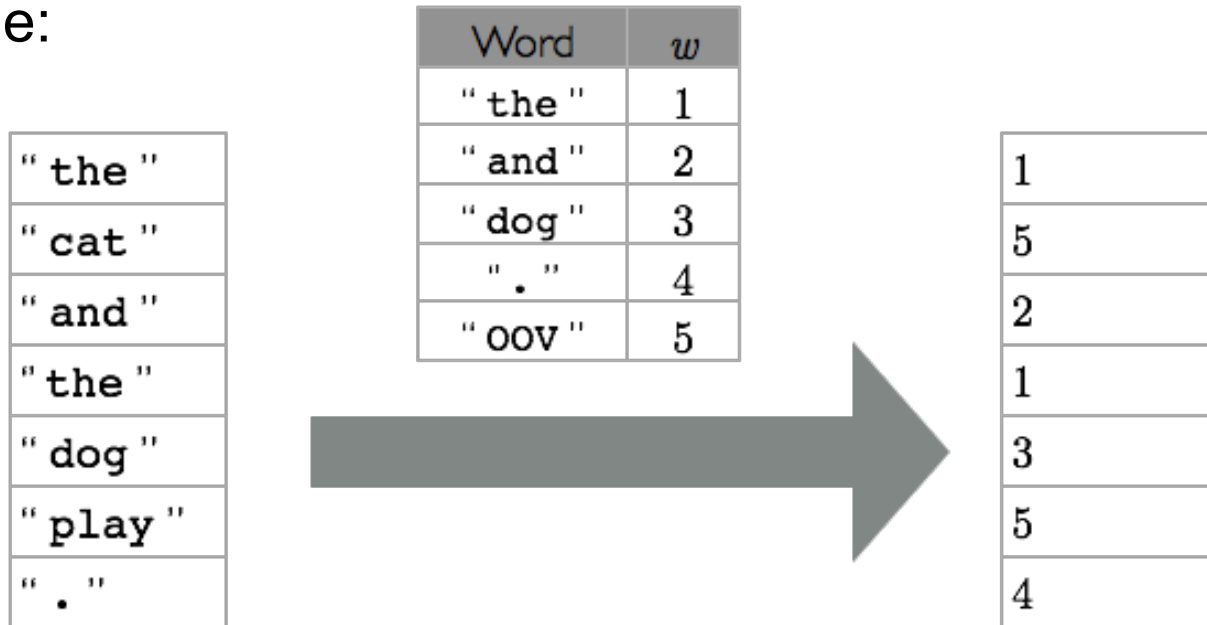 e:
Word w
" the " 1
" and " 2
" dog " 3
" . " 4
" OOV " 5
" the "
" cat "
" and "
" the "
" dog "
" play "
" . "
1
5
2
1
3
5
4